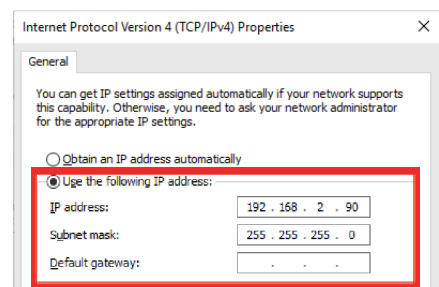 Internet Protocol Version 4 (TCP/IPv4) Properties
General
You can get IP settings assigned automatically if your network supports
this capability. Otherwise, you need to ask your network administrator
for the appropriate IP settings.
Obtain an IP address automatically
Use the following IP address:
IP address: 192 . 168 . 2 . 90
Subnet mask: 255 . 255 . 255 . 0
Default gateway: . . .